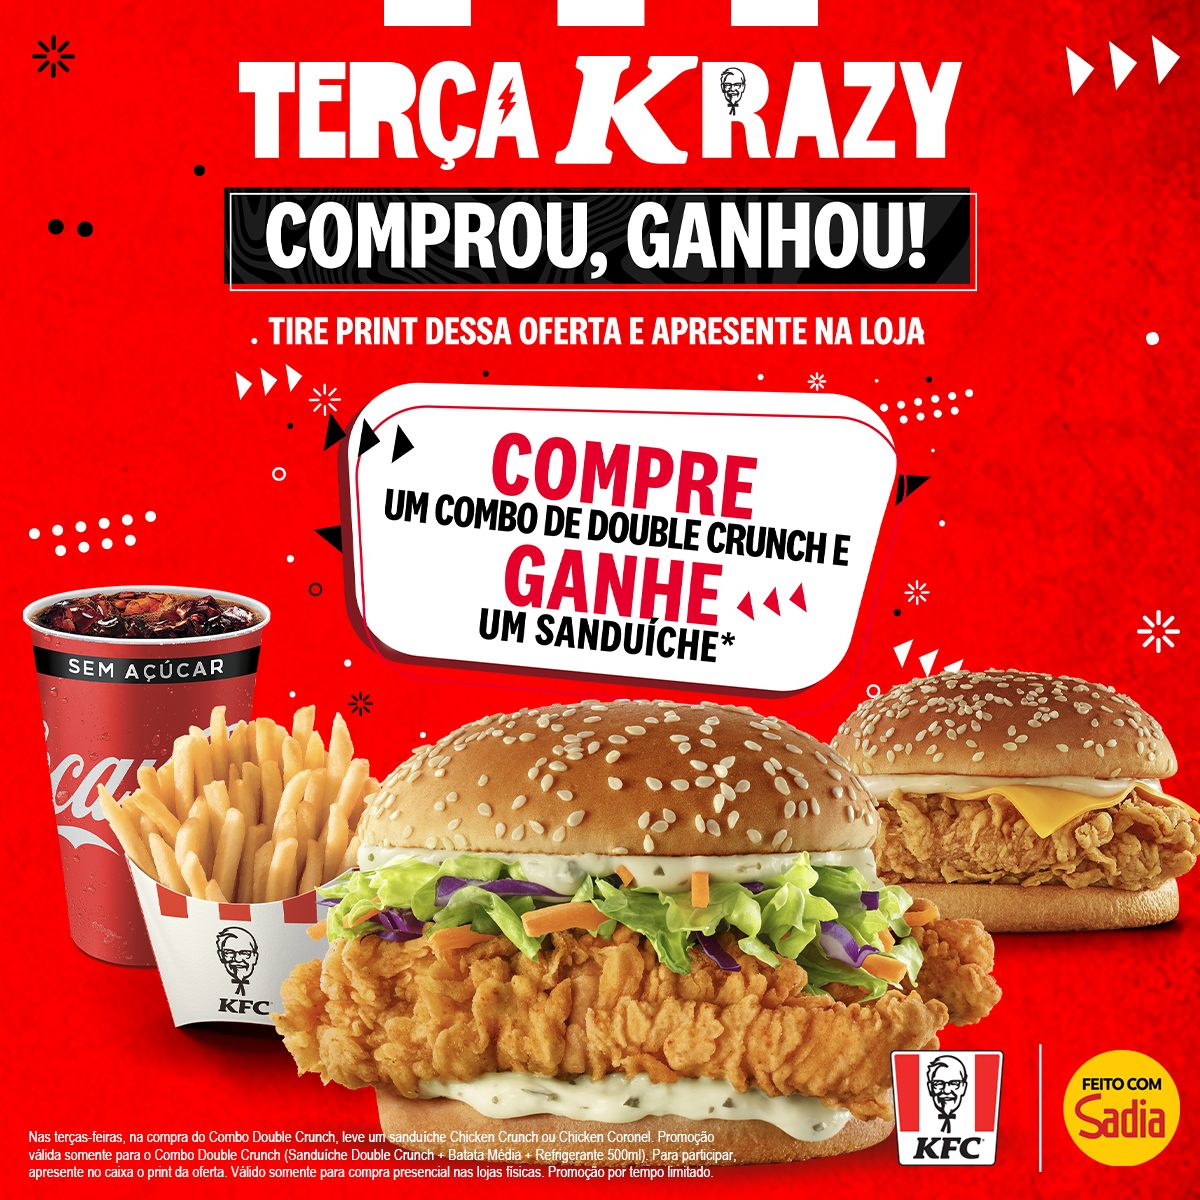 TERÇA KRAZY
COMPROU, GANHOU!
TIRE PRINT DESSA OFERTA E APRESENTE NA LOJA
COMPRE
UM COMBO DE DOUBLE CRUNCH E
GANHE
UM SANDUÍCHE*
SEM AÇÚCAR
KFC
KFC
FEITO COM
Sadia
Nas terças-feiras, na compra do Combo Double Crunch, leve um sanduíche Chicken Crunch ou Chicken Coronel. Promoção
válida somente para o Combo Double Crunch (Sanduíche Double Crunch + Batata Média + Refrigerante 500ml). Para participar,
apresente no caixa o print da oferta. Válido somente para compra presencial nas lojas físicas. Promoção por tempo limitado.